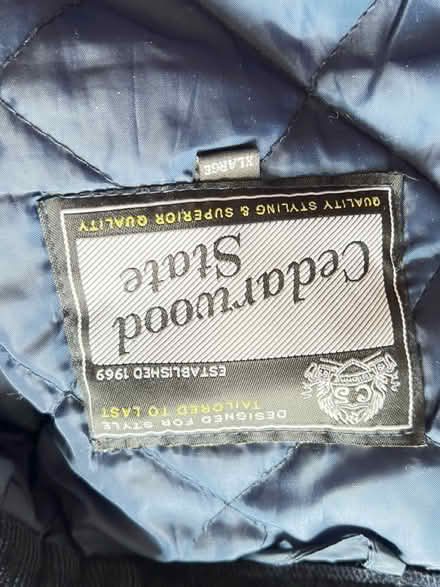 DESIGNED FOR STYLE
TAILORED TO LAST
ESTABLISHED 1969
Cedarwood
State
QUALITY STYLING & SUPERIOR QUALITY
XLARGE